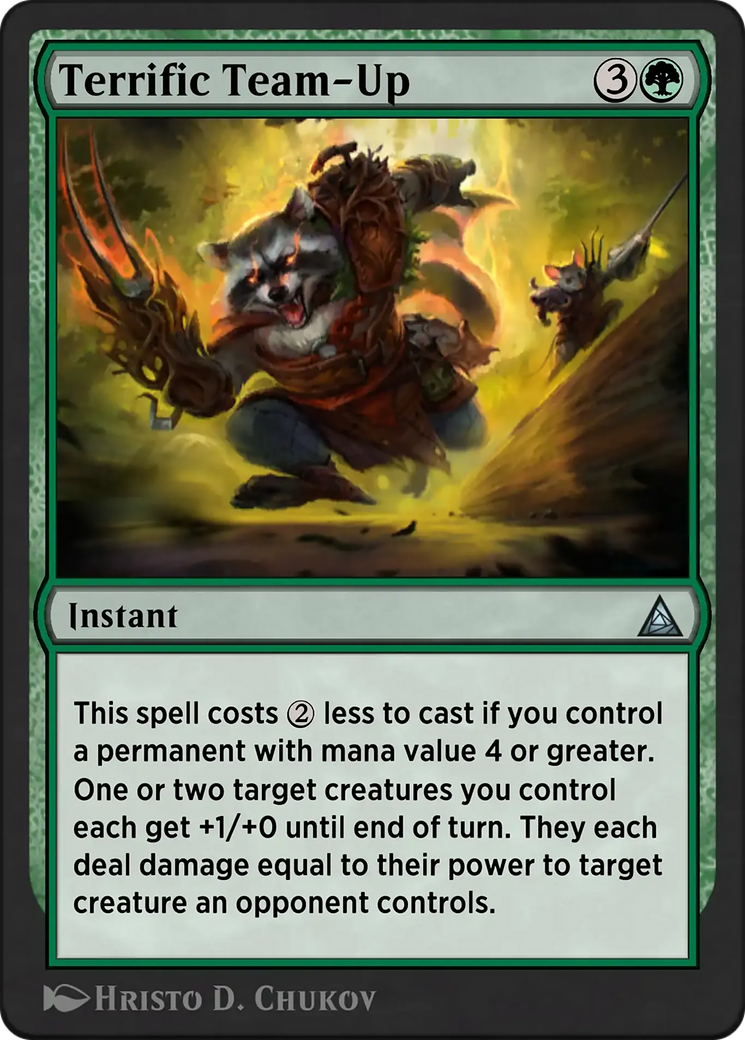 Terrific Team-Up 3
Instant
This spell costs 2 less to cast if you control
a permanent with mana value 4 or greater.
One or two target creatures you control
each get +1/+0 until end of turn. They each
deal damage equal to their power to target
creature an opponent controls.
Hristo D. Chukov